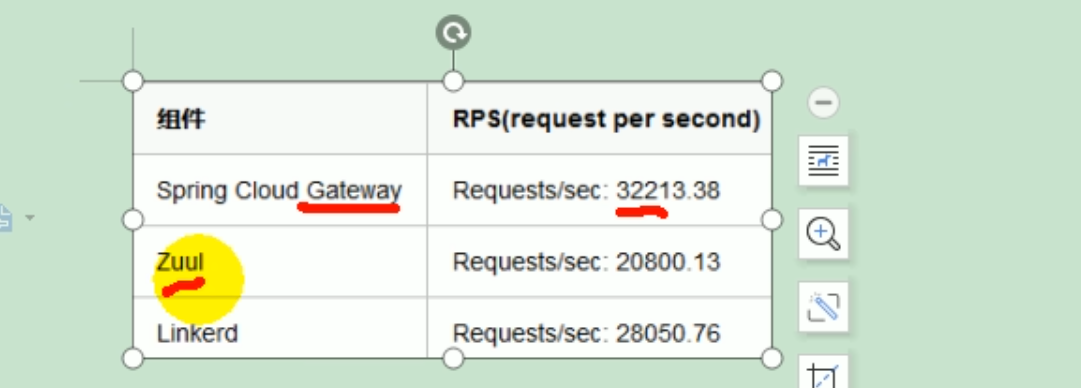 组件 RPS(request per second)
Spring Cloud Gateway Requests/sec: 32213.38
Zuul Requests/sec: 20800.13
Linkerd Requests/sec: 28050.76